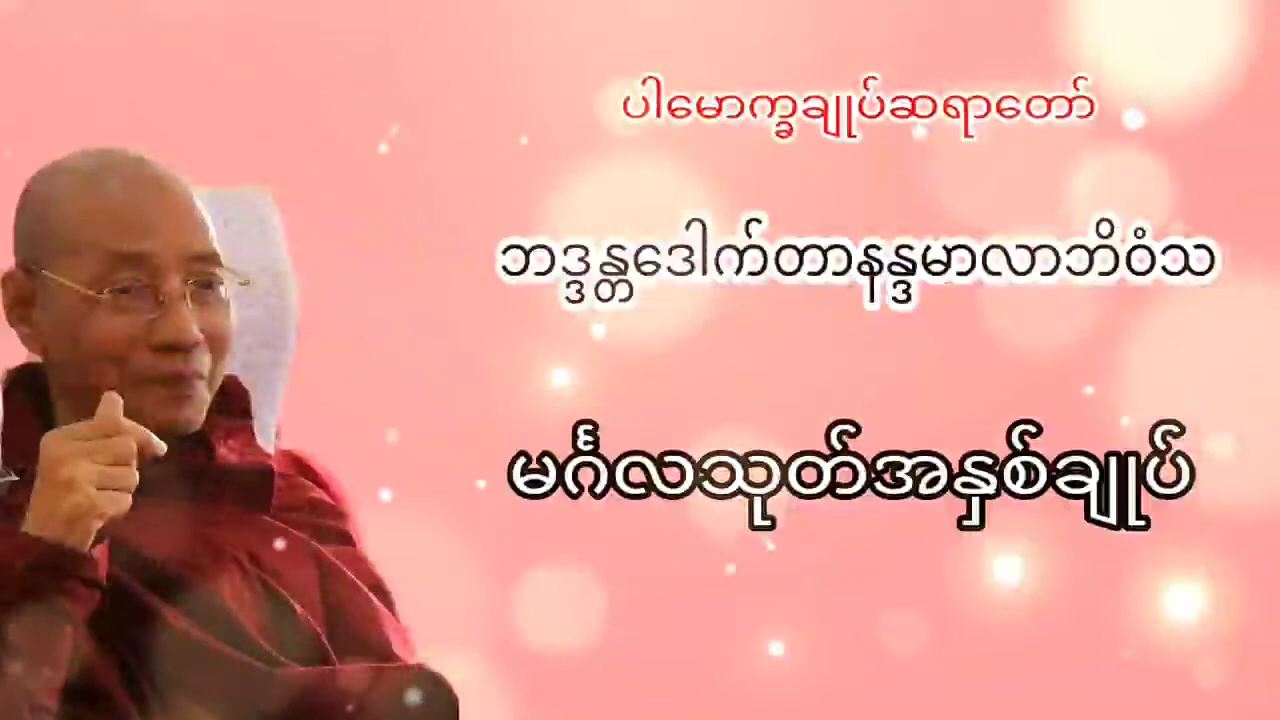 ပါမောက္ခချုပ်ဆရာတော်
ဘဒ္ဒန္တဒေါက်တာနန္ဒမာလာဘိဝံသ
မင်္ဂလသုတ်အနှစ်ချုပ်